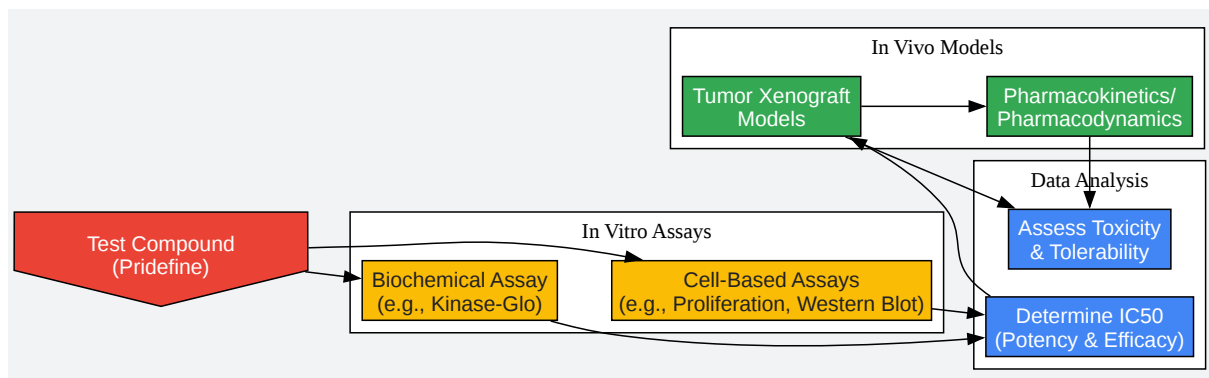 In Vivo Models
Tumor Xenograft
Models
Pharmacokinetics/
Pharmacodynamics
Data Analysis
Assess Toxicity
& Tolerability
Determine IC50
(Potency & Efficacy)
In Vitro Assays
Biochemical Assay
(e.g., Kinase-Glo)
Cell-Based Assays
(e.g., Proliferation, Western Blot)
Test Compound
(Pridefine)